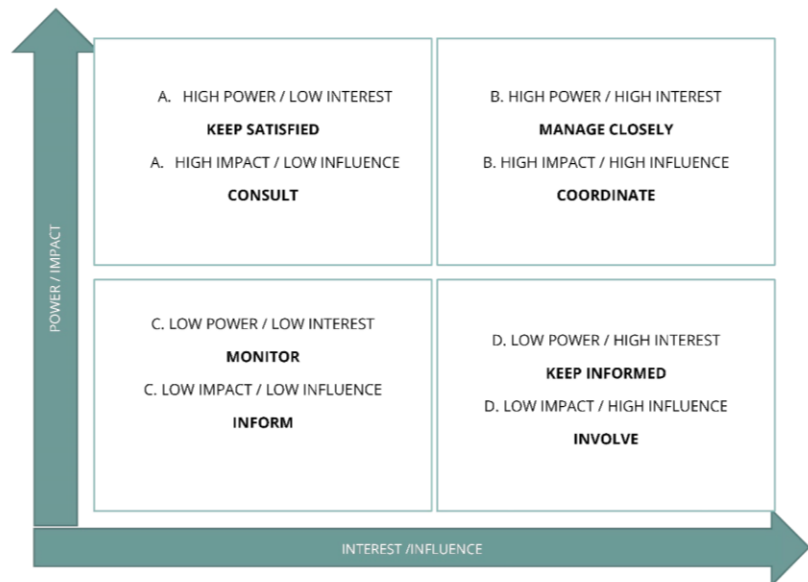 A. HIGH POWER / LOW INTEREST
KEEP SATISFIED
A. HIGH IMPACT / LOW INFLUENCE
CONSULT
B. HIGH POWER / HIGH INTEREST
MANAGE CLOSELY
B. HIGH IMPACT / HIGH INFLUENCE
COORDINATE
POWER / IMPACT
C. LOW POWER / LOW INTEREST
MONITOR
C. LOW IMPACT / LOW INFLUENCE
INFORM
D. LOW POWER / HIGH INTEREST
KEEP INFORMED
D. LOW IMPACT / HIGH INFLUENCE
INVOLVE
INTEREST /INFLUENCE